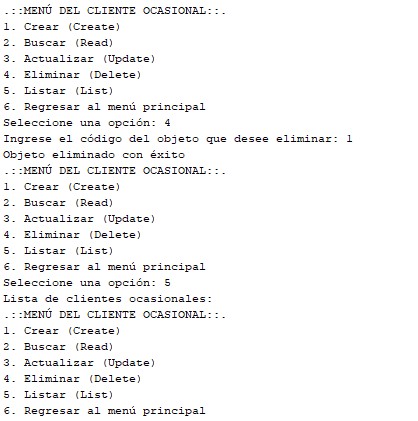 .::MENÚ DEL CLIENTE OCASIONAL::.
1. Crear (Create)
2. Buscar (Read)
3. Actualizar (Update)
4. Eliminar (Delete)
5. Listar (List)
6. Regresar al menú principal
Seleccione una opción: 4
Ingrese el código del objeto que desee eliminar: 1
Objeto eliminado con éxito
.::MENÚ DEL CLIENTE OCASIONAL::.
1. Crear (Create)
2. Buscar (Read)
3. Actualizar (Update)
4. Eliminar (Delete)
5. Listar (List)
6. Regresar al menú principal
Seleccione una opción: 5
Lista de clientes ocasionales:
.::MENÚ DEL CLIENTE OCASIONAL::.
1. Crear (Create)
2. Buscar (Read)
3. Actualizar (Update)
4. Eliminar (Delete)
5. Listar (List)
6. Regresar al menú principal